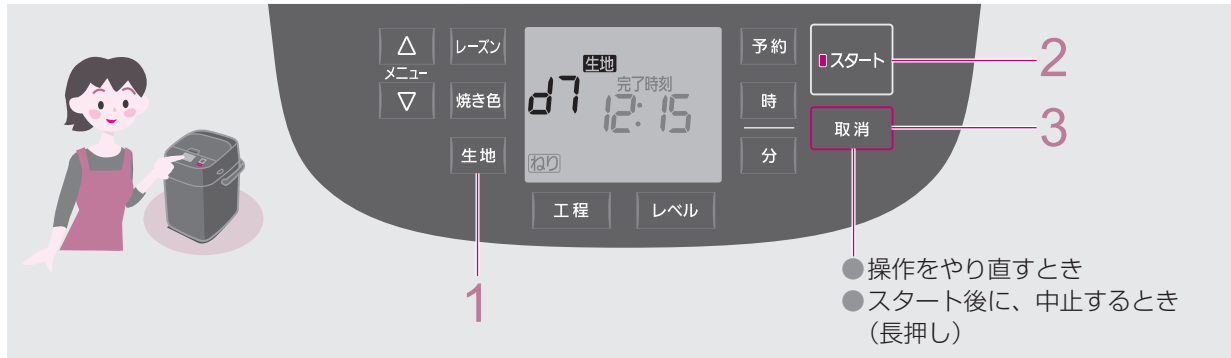 レーズン
メニュー
焼き色
生地
生地
d7
完了時刻
12:15
ねり
工程
レベル
予約
時
分
スタート
取消
1
2
3
●操作をやり直すとき
●スタート後に、中止するとき
（長押し）